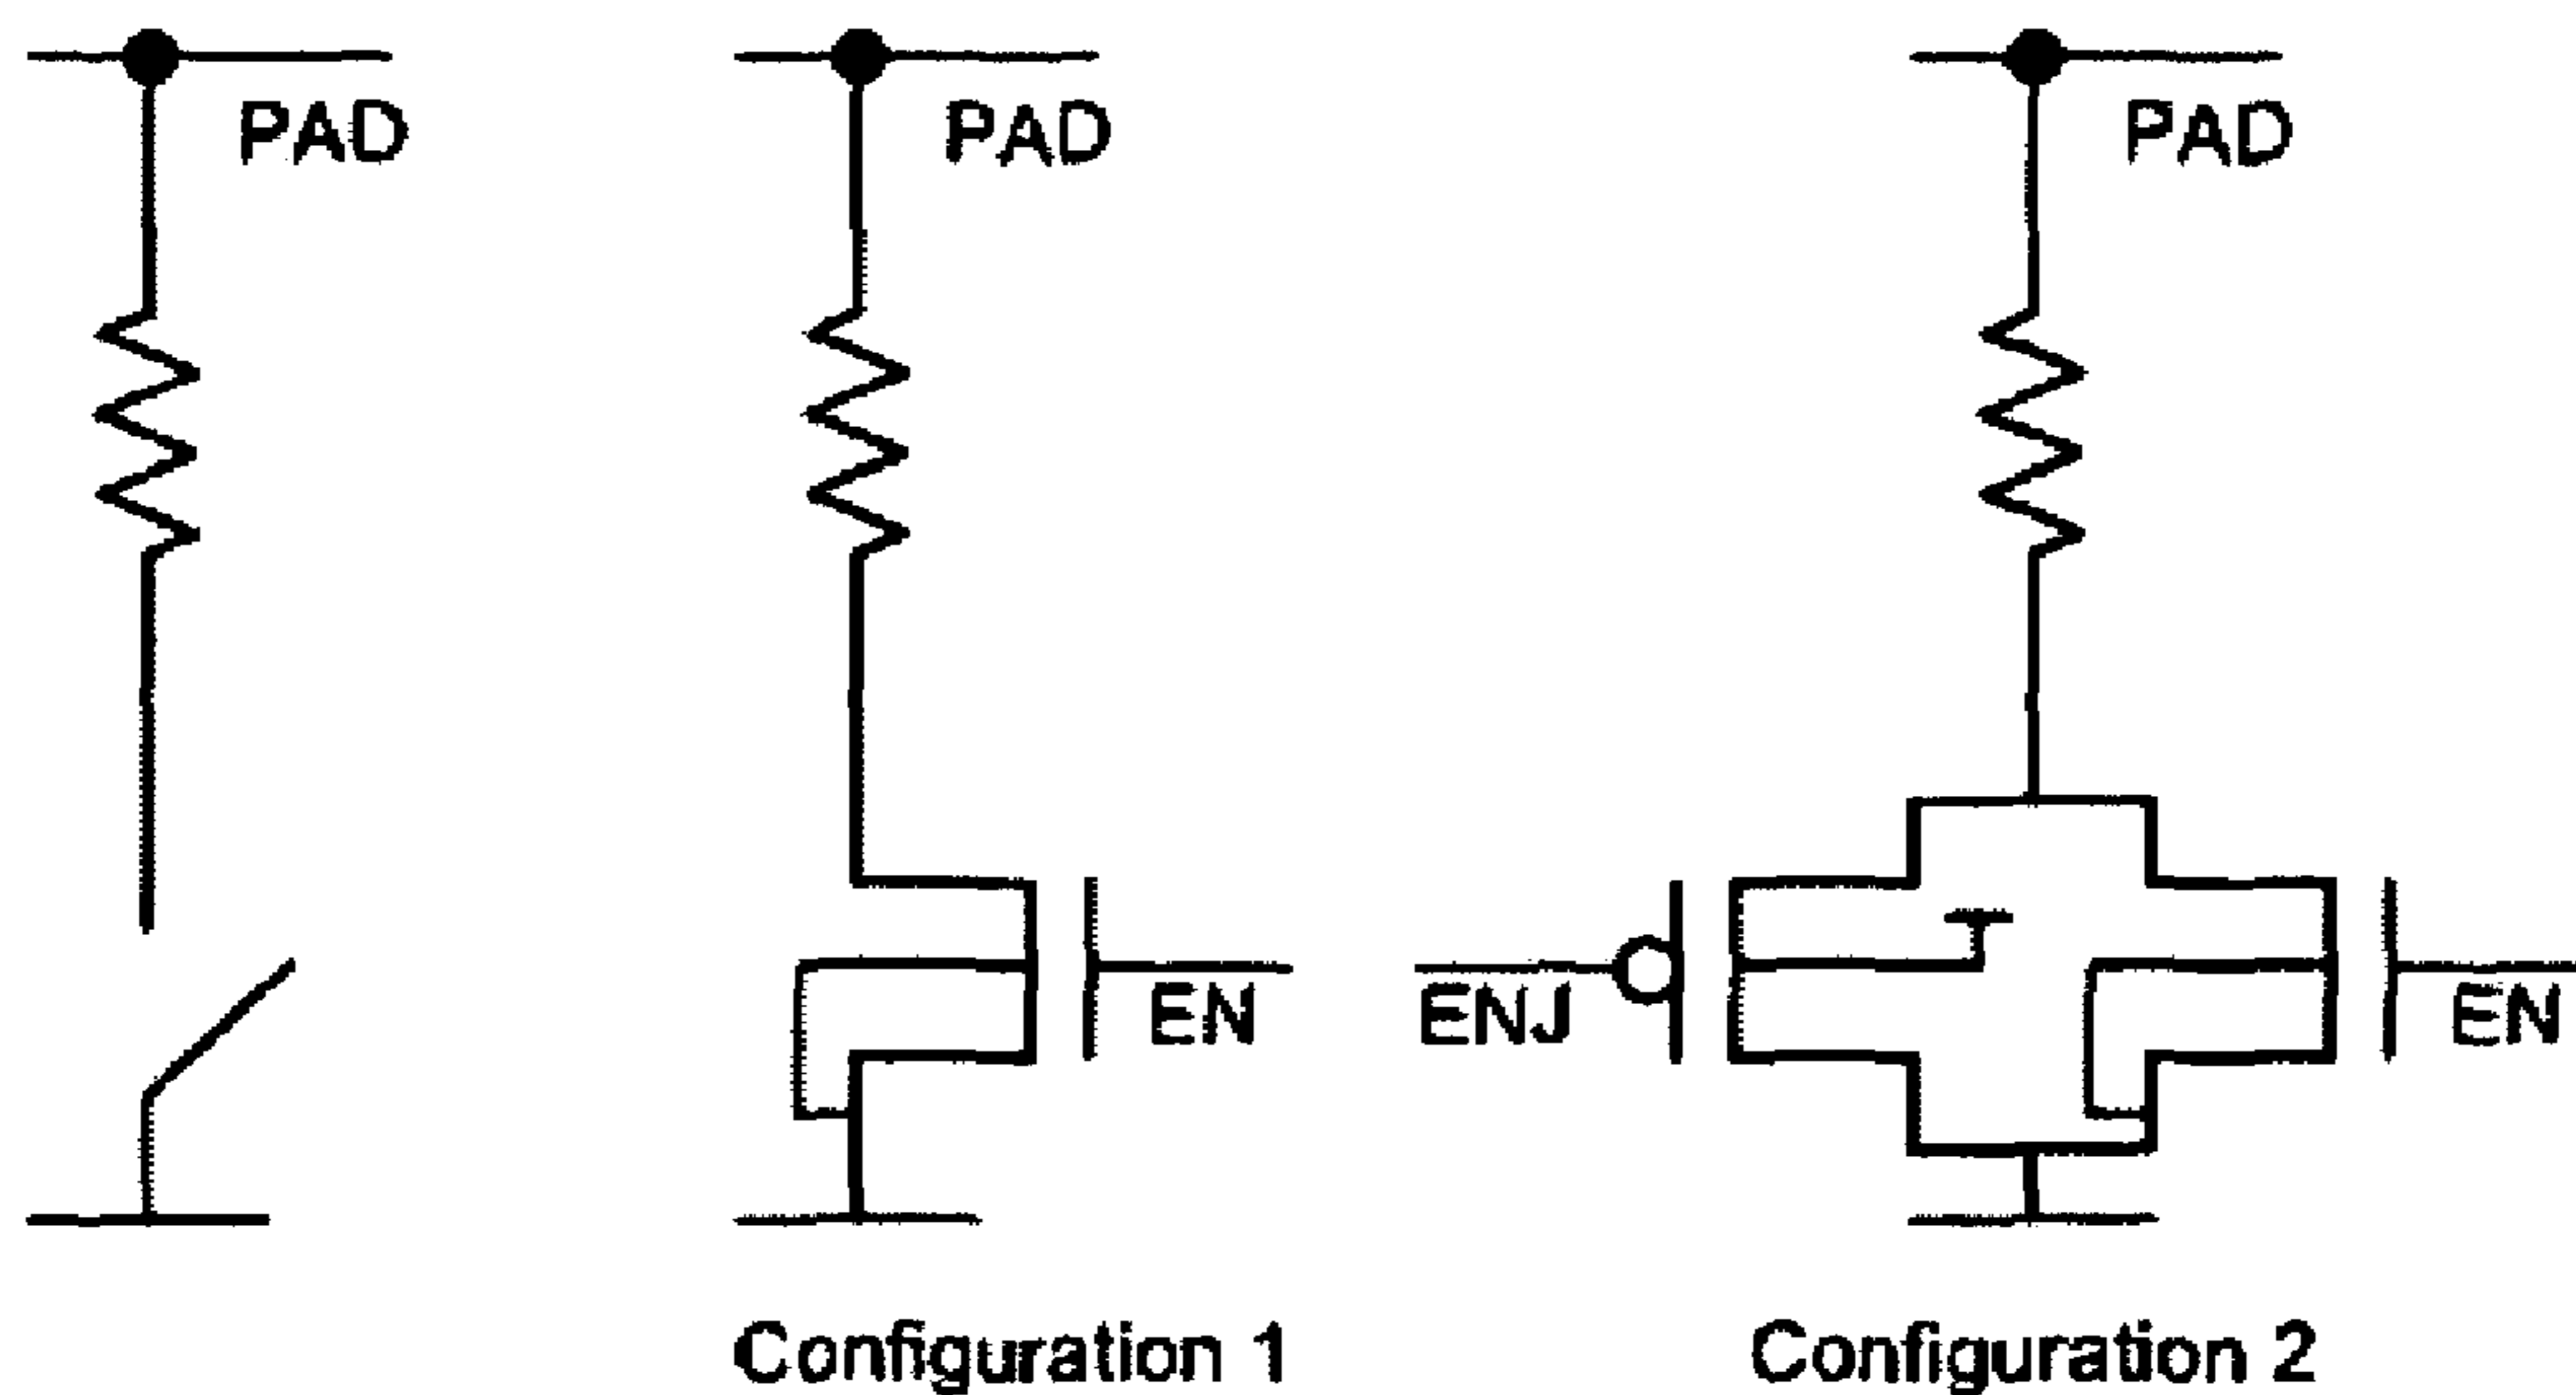 PAD
PAD
PAD
EN
ENJ
EN
Configuration 1
Configuration 2